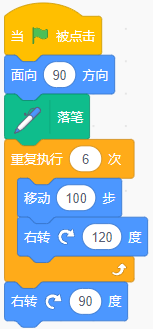 当 被点击
面向 90 方向
落笔
重复执行 6 次
移动 100 步
右转 120 度
右转 90 度